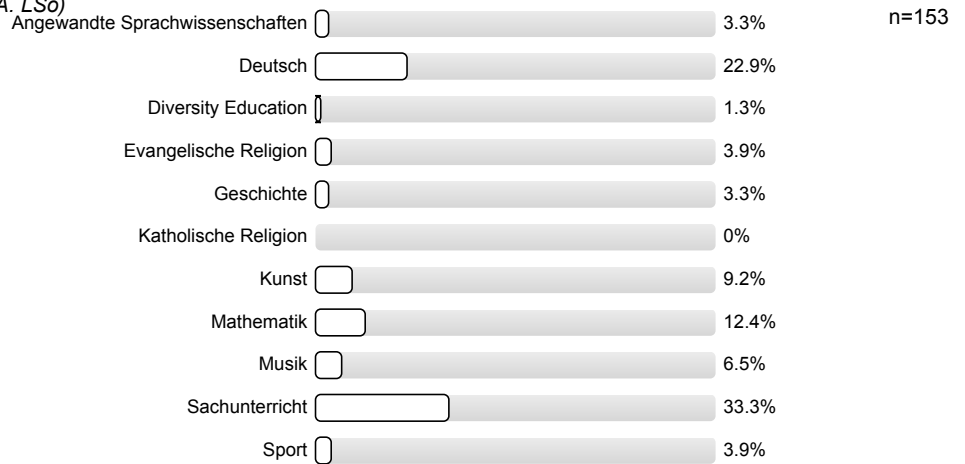 A. LSo)
Angewandte Sprachwissenschaften 3.3% n=153
Deutsch 22.9%
Diversity Education 1.3%
Evangelische Religion 3.9%
Geschichte 3.3%
Katholische Religion 0%
Kunst 9.2%
Mathematik 12.4%
Musik 6.5%
Sachunterricht 33.3%
Sport 3.9%